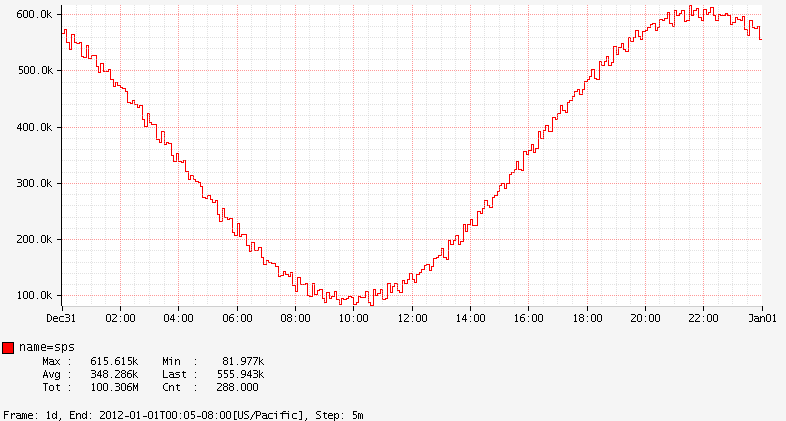 600.0k
500.0k
400.0k
300.0k
200.0k
100.0k
Dec31 02:00 04:00 06:00 08:00 10:00 12:00 14:00 16:00 18:00 20:00 22:00 Jan01
name=sps
Max : 615.615k Min : 81.977k
Avg : 348.286k Last : 555.943k
Tot : 100.306M Cnt : 288.000
Frame: 1d, End: 2012-01-01T00:05-08:00[US/Pacific], Step: 5m